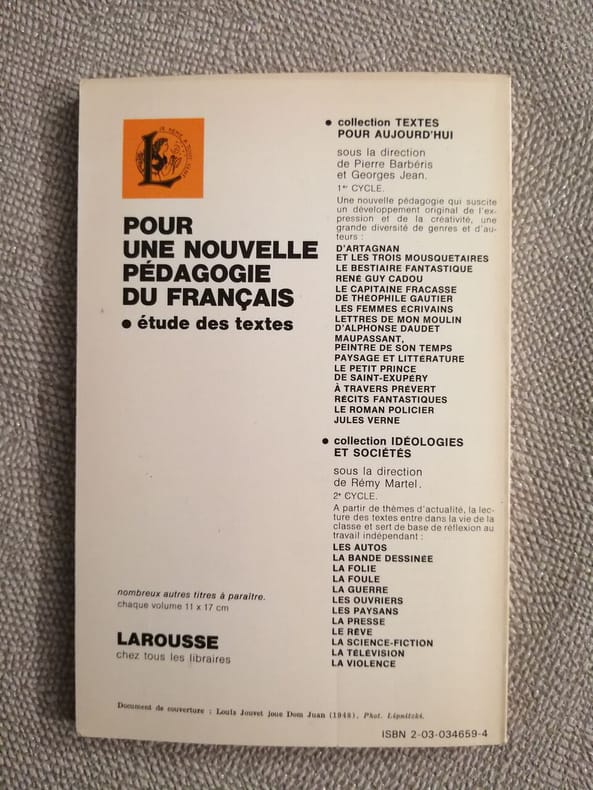 POUR
UNE NOUVELLE
PÉDAGOGIE
DU FRANÇAIS
• étude des textes
nombreux autres titres à paraître.
chaque volume 11 x 17 cm
LAROUSSE
chez tous les libraires
• collection TEXTES
POUR AUJOURD'HUI
sous la direction
de Pierre Barbéris
et Georges Jean.
1er CYCLE.
Une nouvelle pédagogie qui suscite
un développement original de l'ex-
pression et de la créativité, une
grande diversité de genres et d'au-
teurs :
D'ARTAGNAN
ET LES TROIS MOUSQUETAIRES
LE BESTIAIRE FANTASTIQUE
RENÉ GUY CADOU
LE CAPITAINE FRACASSE
DE THÉOPHILE GAUTIER
LES FEMMES ÉCRIVAINS
LETTRES DE MON MOULIN
D'ALPHONSE DAUDET
MAUPASSANT,
PEINTRE DE SON TEMPS
PAYSAGE ET LITTÉRATURE
LE PETIT PRINCE
DE SAINT-EXUPÉRY
À TRAVERS PRÉVERT
RÉCITS FANTASTIQUES
LE ROMAN POLICIER
JULES VERNE
• collection IDÉOLOGIES
ET SOCIÉTÉS
sous la direction
de Rémy Martel.
2e CYCLE.
A partir de thèmes d'actualité, la lec-
ture des textes entre dans la vie de la
classe et sert de base de réflexion au
travail indépendant :
LES AUTOS
LA BANDE DESSINÉE
LA FOLIE
LA FOULE
LA GUERRE
LES OUVRIERS
LES PAYSANS
LA PRESSE
LE RÊVE
LA SCIENCE-FICTION
LA TÉLÉVISION
LA VIOLENCE
Document de couverture : Louis Jouvet joue Dom Juan (1948). Phot. Lipnitzki.
ISBN 2-03-034659-4